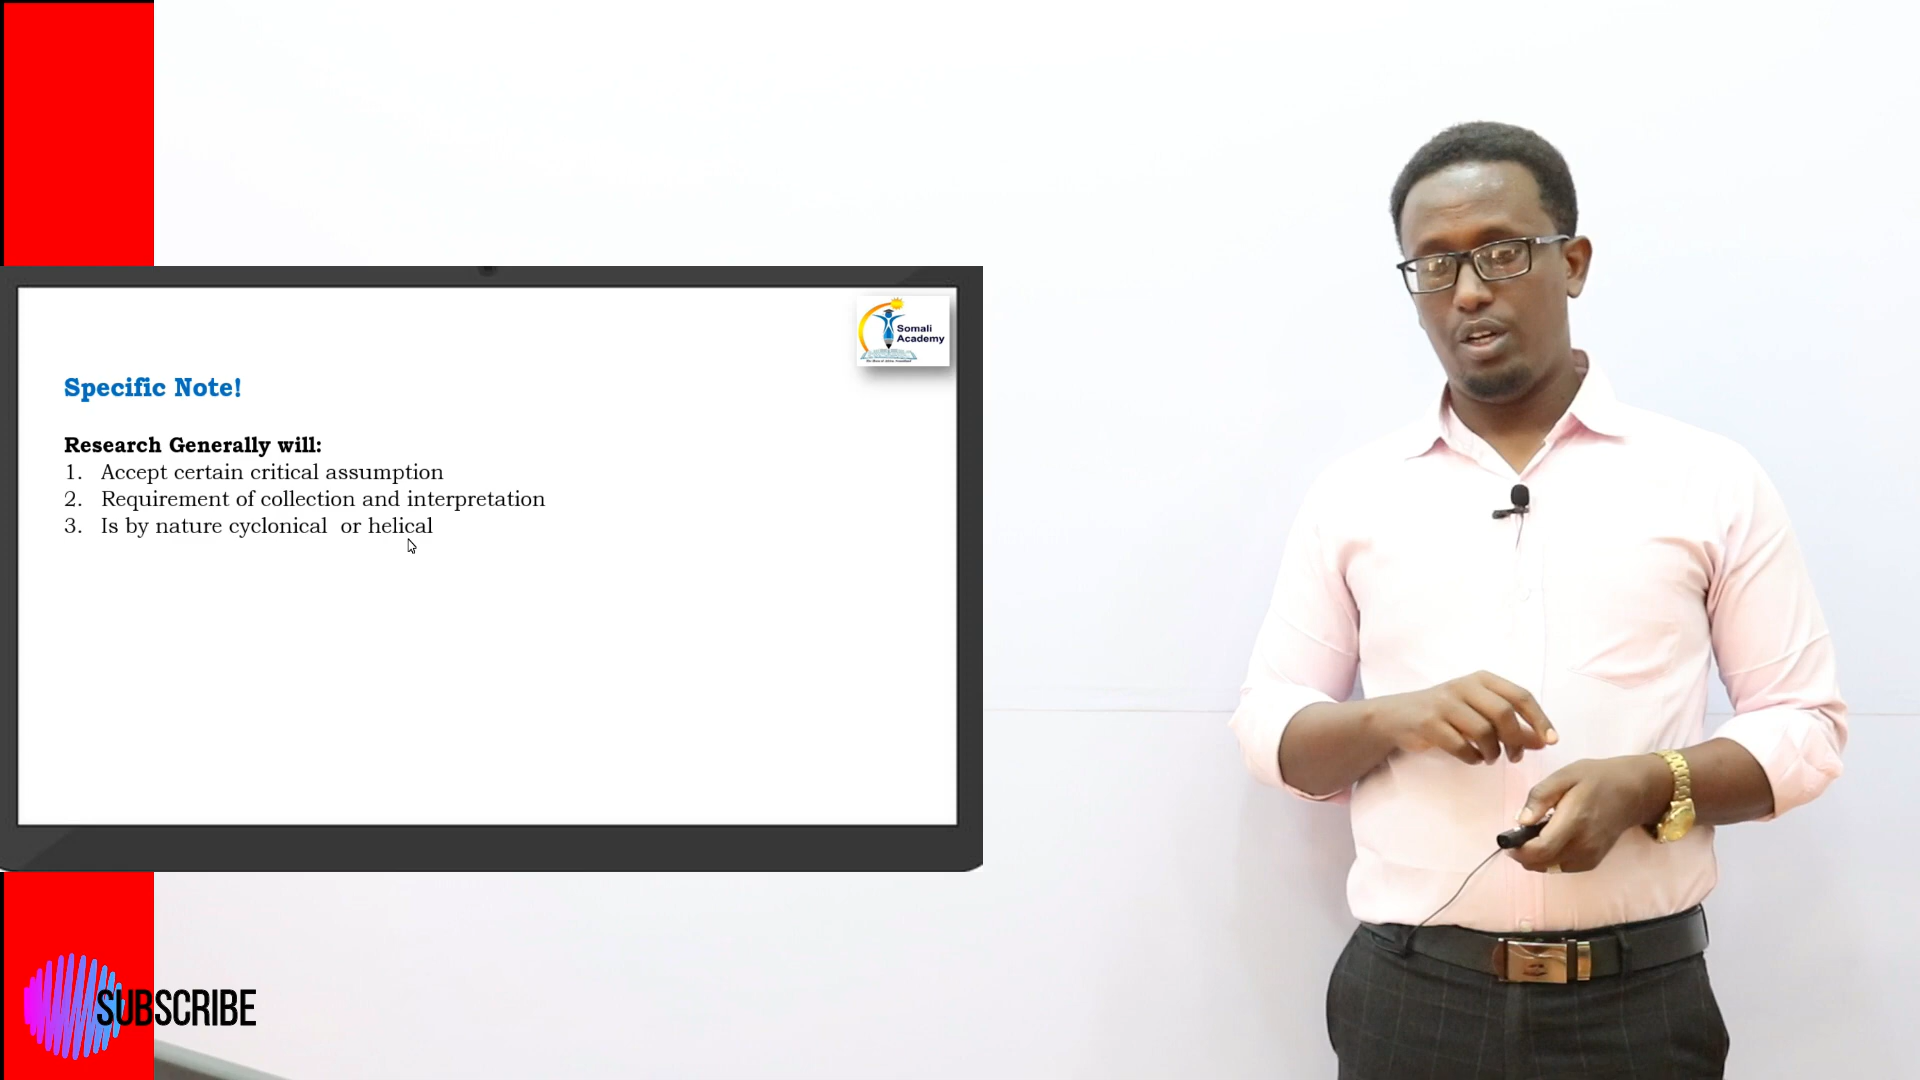 Somali
Academy
Specific Note!
Research Generally will:
1. Accept certain critical assumption
2. Requirement of collection and interpretation
3. Is by nature cyclonical or helical
SUBSCRIBE